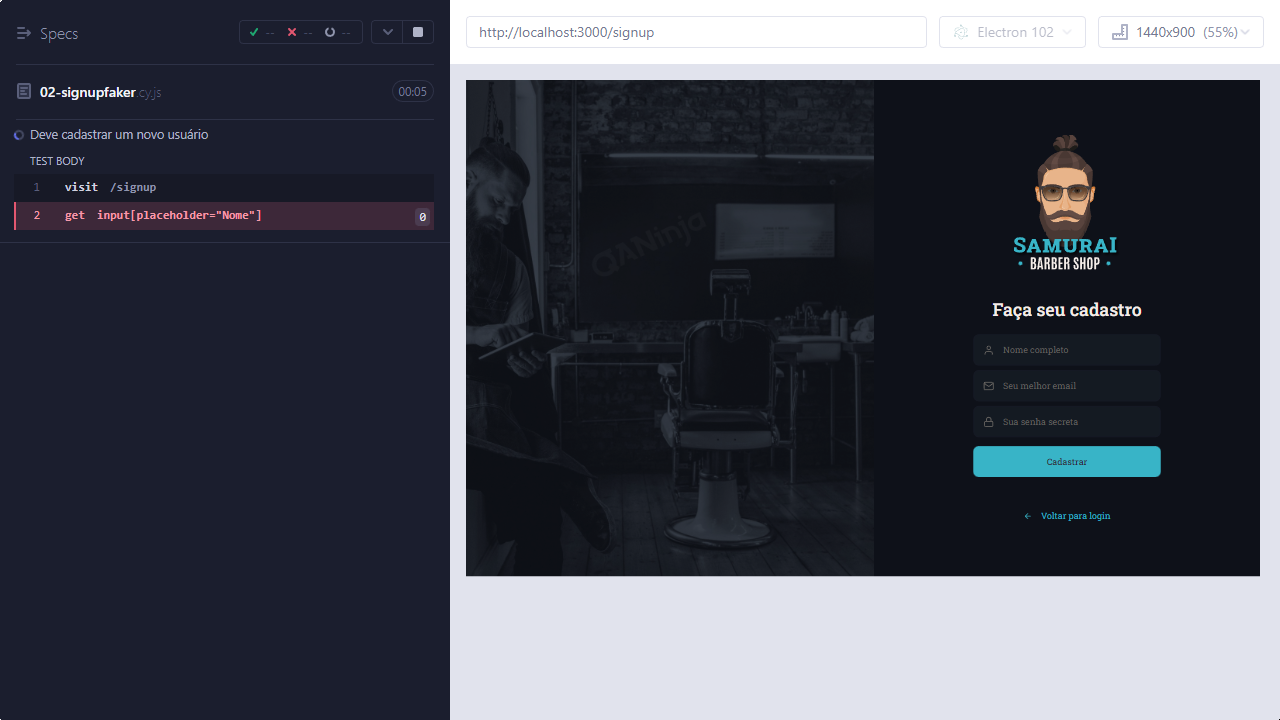 Specs
-- -- --
02-signupfaker.cy.js
00:05
Deve cadastrar um novo usuário
TEST BODY
1 visit /signup
2 get input[placeholder="Nome"] 0
http://localhost:3000/signup
Electron 102
1440x900 (55%)
QANinja
SAMURAI
BARBER SHOP
Faça seu cadastro
Nome completo
Seu melhor email
Sua senha secreta
Cadastrar
Voltar para login